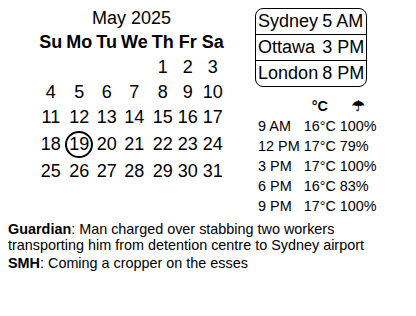 May 2025
Su Mo Tu We Th Fr Sa
1 2 3
4 5 6 7 8 9 10
11 12 13 14 15 16 17
18 19 20 21 22 23 24
25 26 27 28 29 30 31
Sydney 5 AM
Ottawa 3 PM
London 8 PM
°C ☂
9 AM 16°C 100%
12 PM 17°C 79%
3 PM 17°C 100%
6 PM 16°C 83%
9 PM 17°C 100%
Guardian: Man charged over stabbing two workers
transporting him from detention centre to Sydney airport
SMH: Coming a cropper on the esses